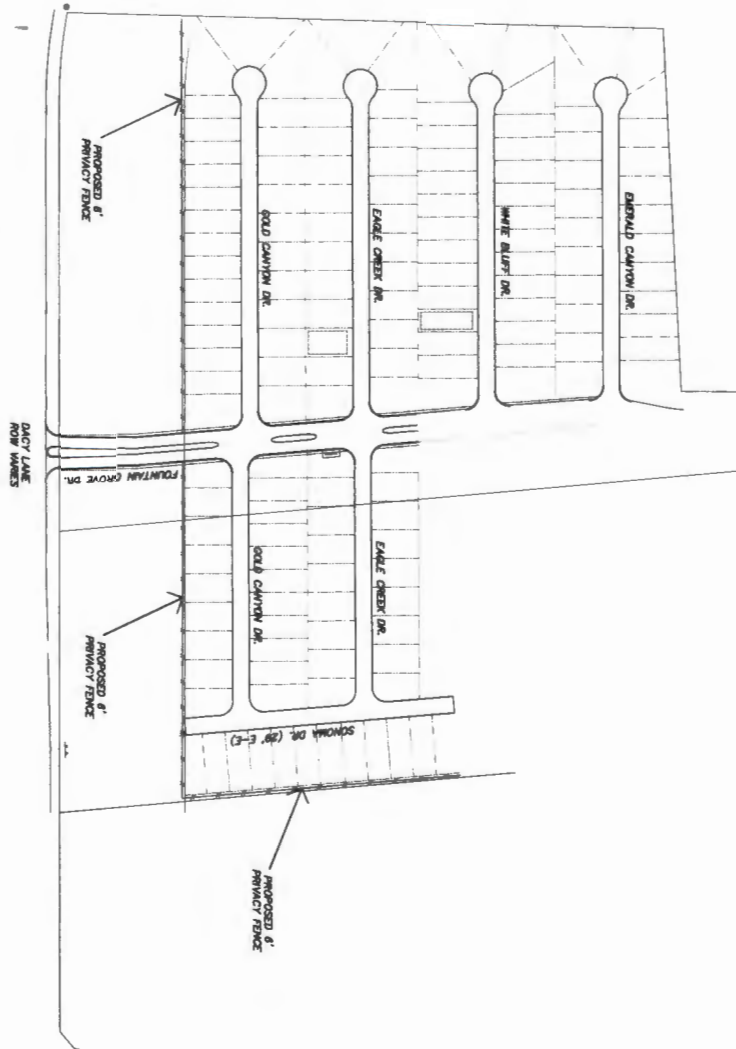 PROPOSED 6'
PRIVACY FENCE
GOLD CANYON DR.
EAGLE CREEK DR.
WHITE BLUFF DR.
EMERALD CANYON DR.
DACY LANE
ROW VARIES
FOUNTAIN GROVE DR.
GOLD CANYON DR.
EAGLE CREEK DR.
PROPOSED 6'
PRIVACY FENCE
SONOMA DR. (29' E-E)
PROPOSED 6'
PRIVACY FENCE